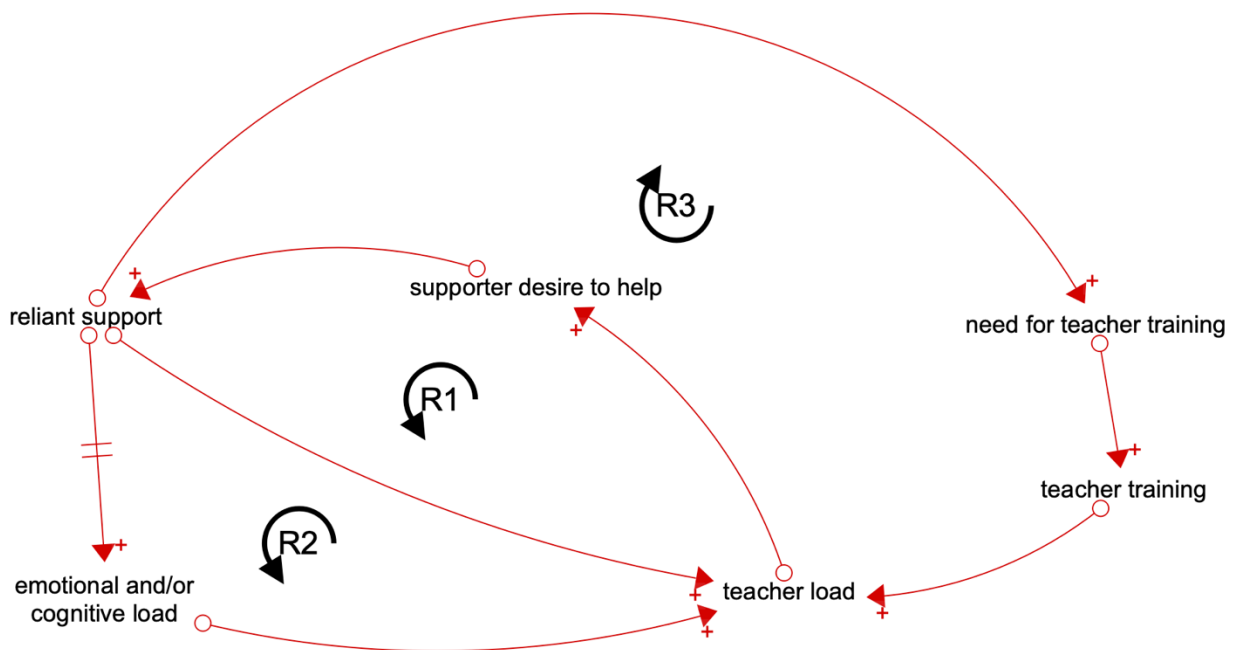 R3
+
supporter desire to help
+
reliant support
+
need for teacher training
+
R1
+
teacher training
R2
+
emotional and/or
cognitive load
teacher load
+
+
+